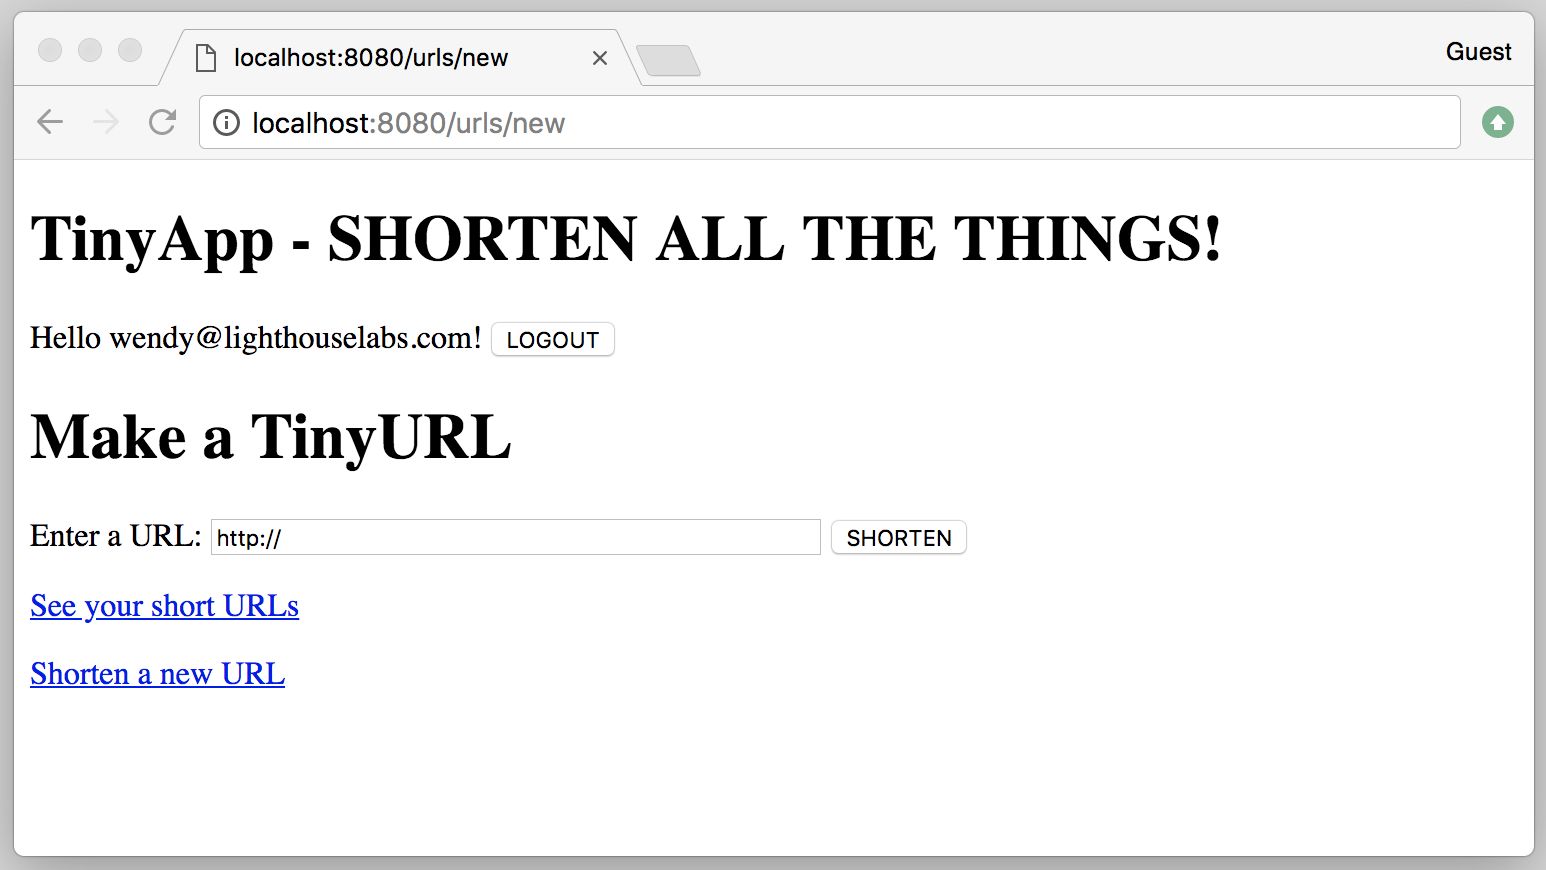 localhost:8080/urls/new
Guest
localhost:8080/urls/new
TinyApp - SHORTEN ALL THE THINGS!
Hello wendy@lighthouselabs.com! LOGOUT
Make a TinyURL
Enter a URL: http:// SHORTEN
See your short URLs
Shorten a new URL